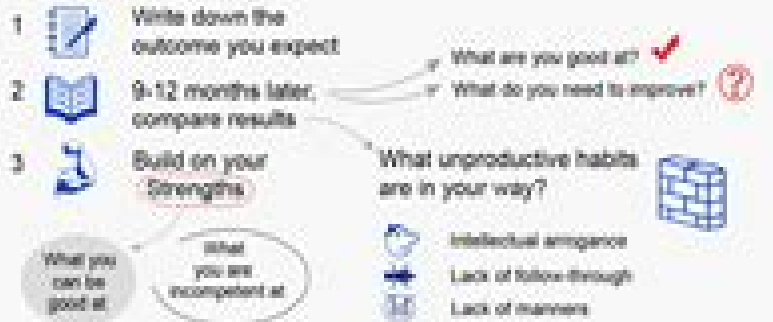 1
Write down the
outcome you expect
2
9-12 months later,
compare results
What are you good at?
What do you need to improve?
3
Build on your
Strengths
What unproductive habits
are in your way?
What you
can be
good at
What
you are
incompetent at
Intellectual arrogance
Lack of follow-through
Lack of manners